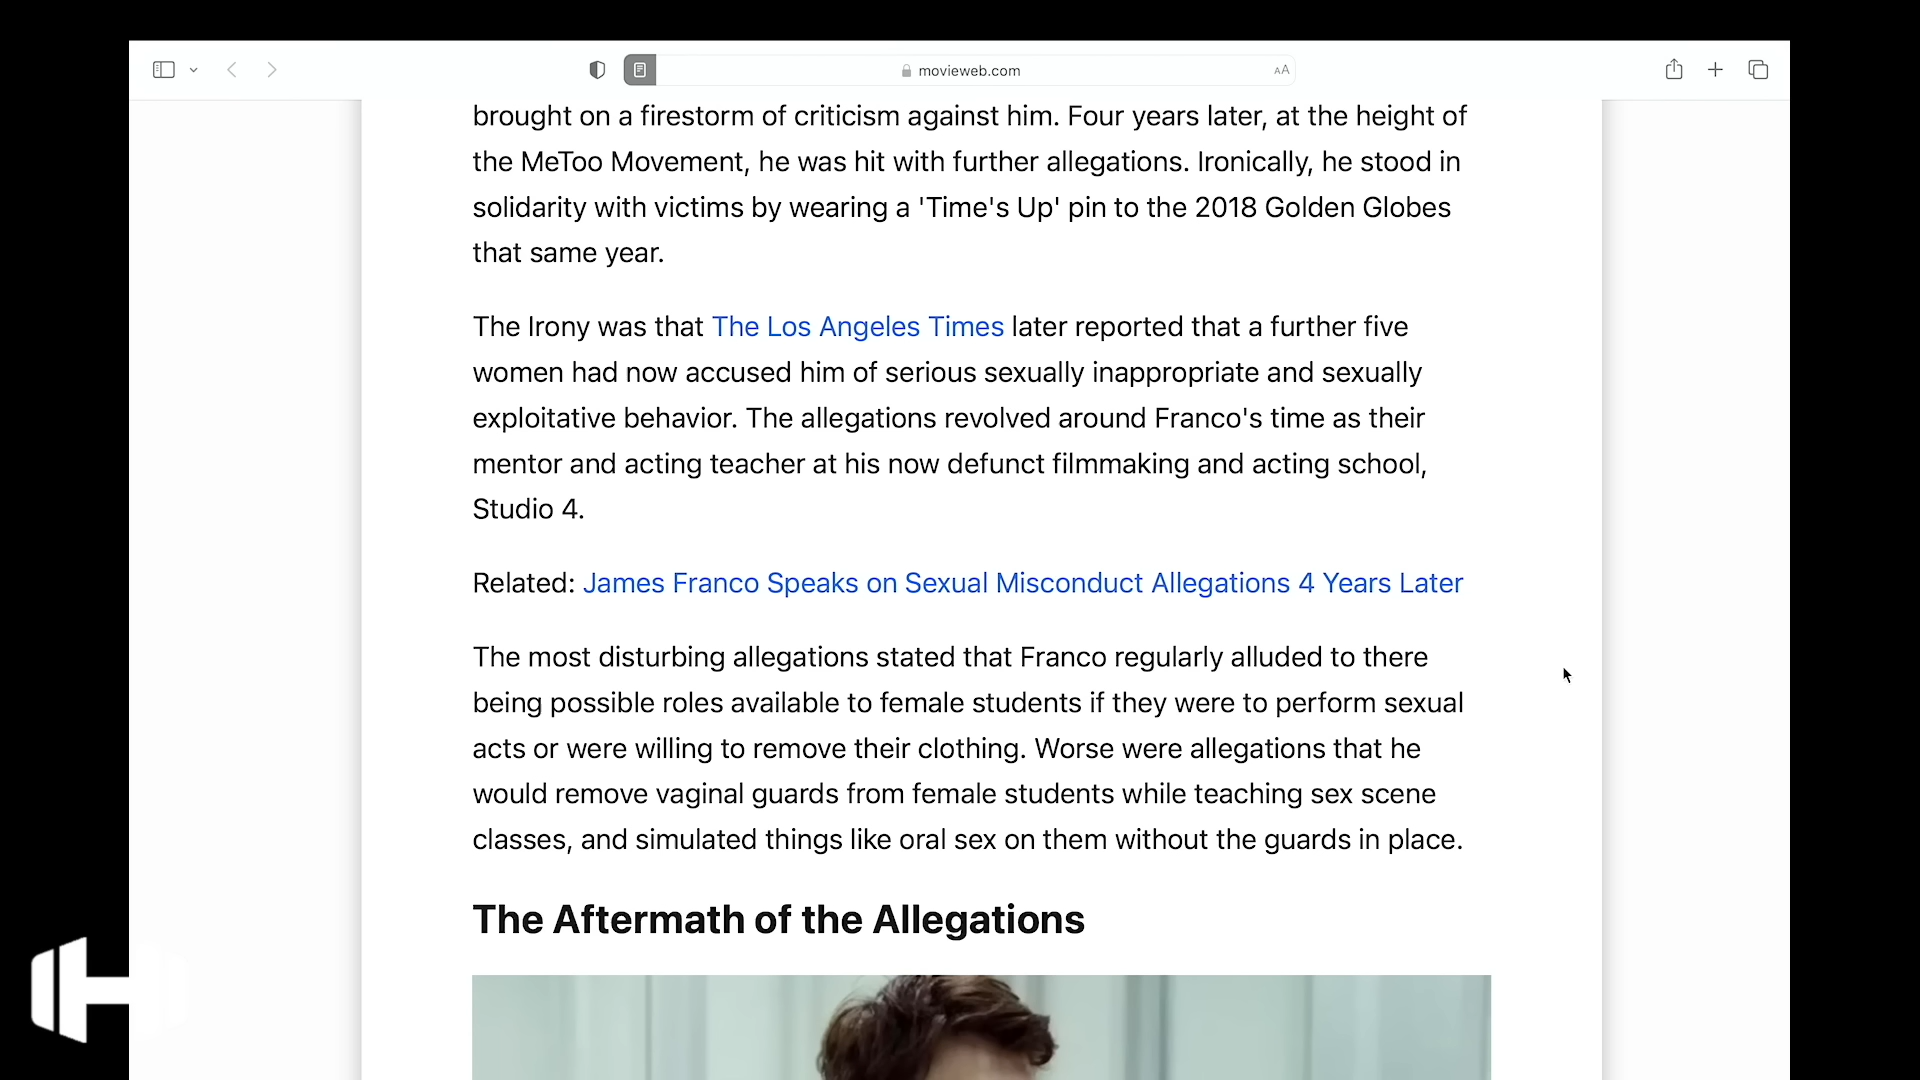 movieweb.com
AA
brought on a firestorm of criticism against him. Four years later, at the height of
the MeToo Movement, he was hit with further allegations. Ironically, he stood in
solidarity with victims by wearing a 'Time's Up' pin to the 2018 Golden Globes
that same year.
The Irony was that The Los Angeles Times later reported that a further five
women had now accused him of serious sexually inappropriate and sexually
exploitative behavior. The allegations revolved around Franco's time as their
mentor and acting teacher at his now defunct filmmaking and acting school,
Studio 4.
Related: James Franco Speaks on Sexual Misconduct Allegations 4 Years Later
The most disturbing allegations stated that Franco regularly alluded to there
being possible roles available to female students if they were to perform sexual
acts or were willing to remove their clothing. Worse were allegations that he
would remove vaginal guards from female students while teaching sex scene
classes, and simulated things like oral sex on them without the guards in place.
The Aftermath of the Allegations